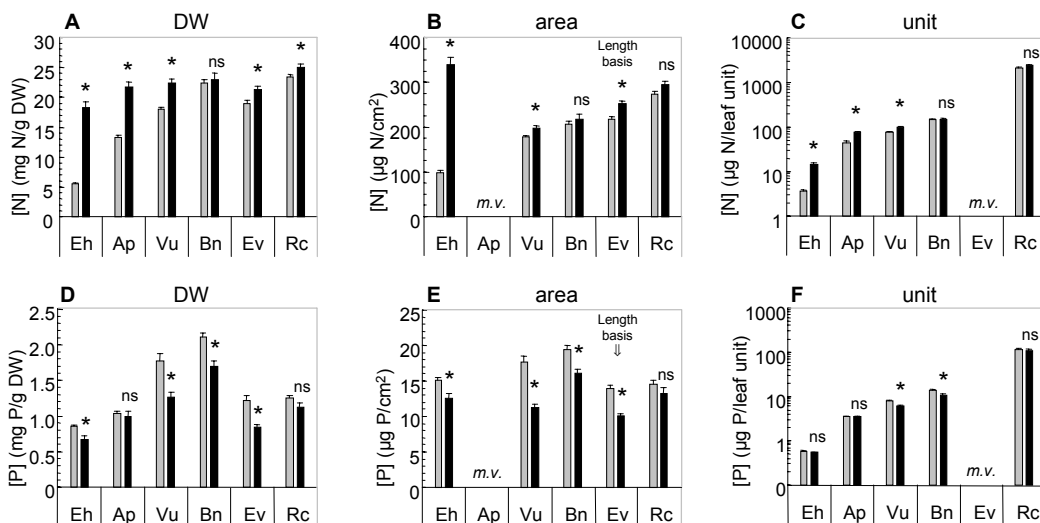 A DW
[N] (mg N/g DW)
30
25
20
15
10
5
0
* * * ns * *
Eh Ap Vu Bn Ev Rc
B area
[N] (µg N/cm2)
400
300
200
100
0
* * ns * ns
Length
basis
m.v.
Eh Ap Vu Bn Ev Rc
C unit
[N] (µg N/leaf unit)
10000
1000
100
10
1
* * * ns ns
m.v.
Eh Ap Vu Bn Ev Rc
D DW
[P] (mg P/g DW)
2.5
2.0
1.5
1.0
0.5
0
* ns * * * ns
Eh Ap Vu Bn Ev Rc
E area
[P] (µg P/cm2)
25
20
15
10
5
0
* * * * ns
Length
basis
⇓
m.v.
Eh Ap Vu Bn Ev Rc
F unit
[P] (µg P/leaf unit)
1000
100
10
1
0
ns ns * * ns
m.v.
Eh Ap Vu Bn Ev Rc